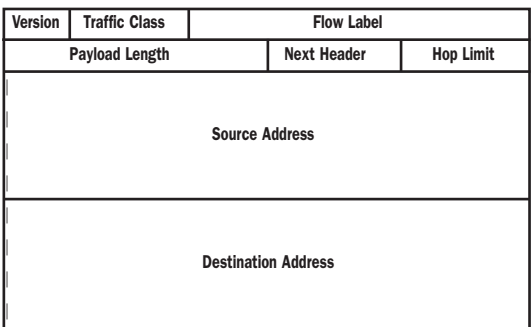 Version Traffic Class Flow Label
Payload Length Next Header Hop Limit
Source Address
Destination Address